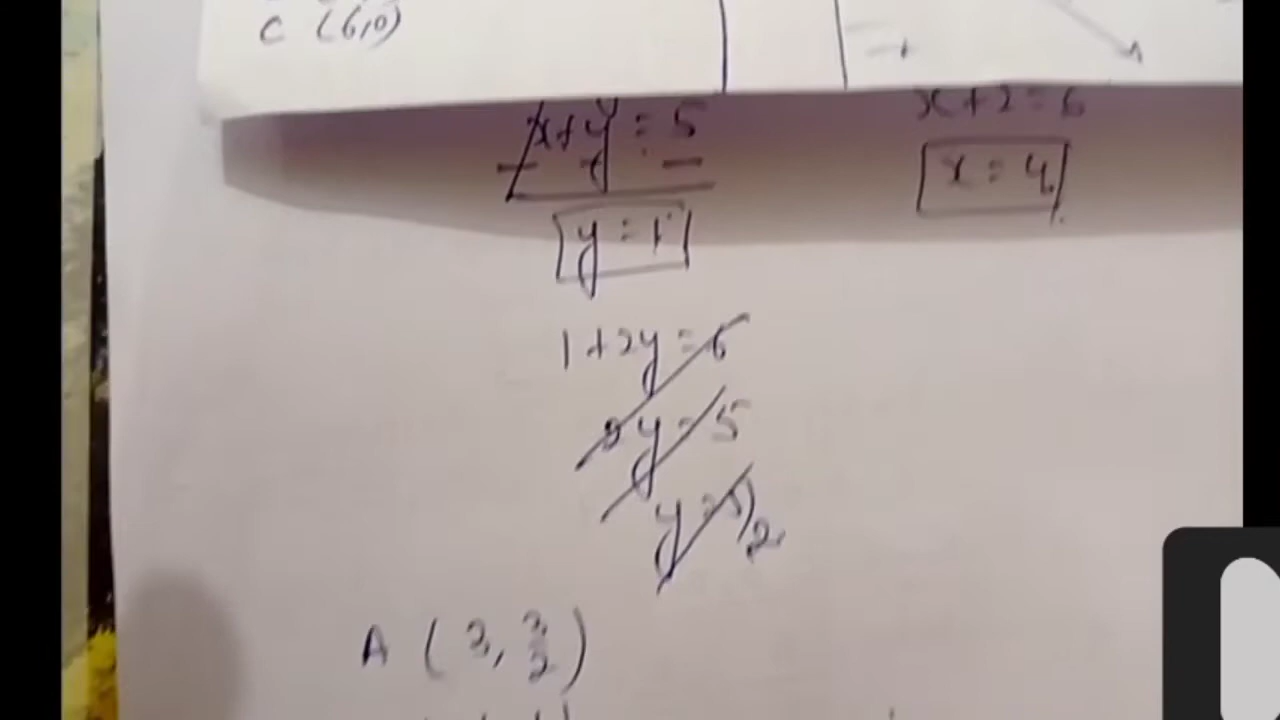 C (6,0)
x+y = 5
- - -
y = 1
x+2 = 6
x = 4
1+2y = 6
2y = 5
y = 5/2
A (3, 3/2)